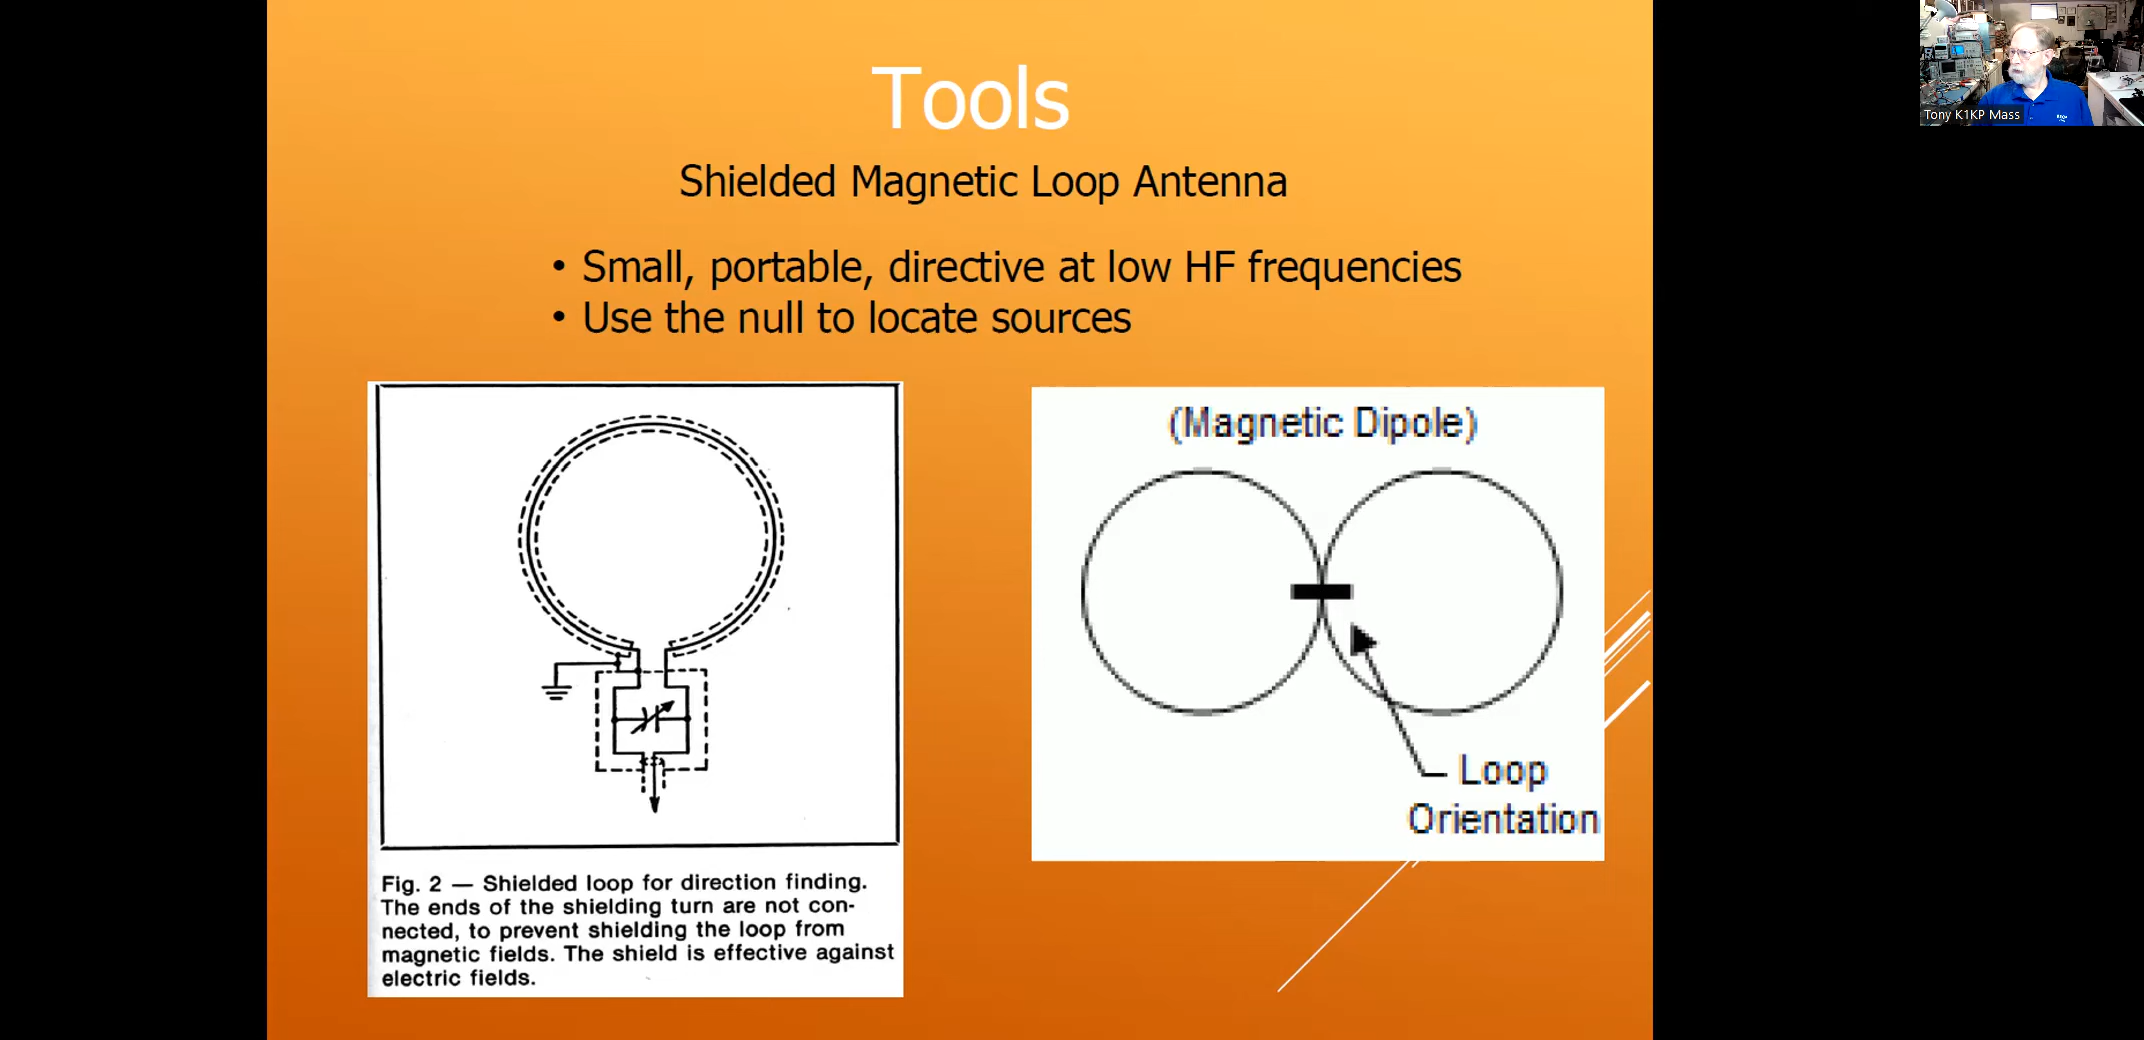 Tools
Shielded Magnetic Loop Antenna
• Small, portable, directive at low HF frequencies
• Use the null to locate sources
Fig. 2 — Shielded loop for direction finding.
The ends of the shielding turn are not con-
nected, to prevent shielding the loop from
magnetic fields. The shield is effective against
electric fields.
(Magnetic Dipole)
Loop
Orientation
Tony K1KP Mass